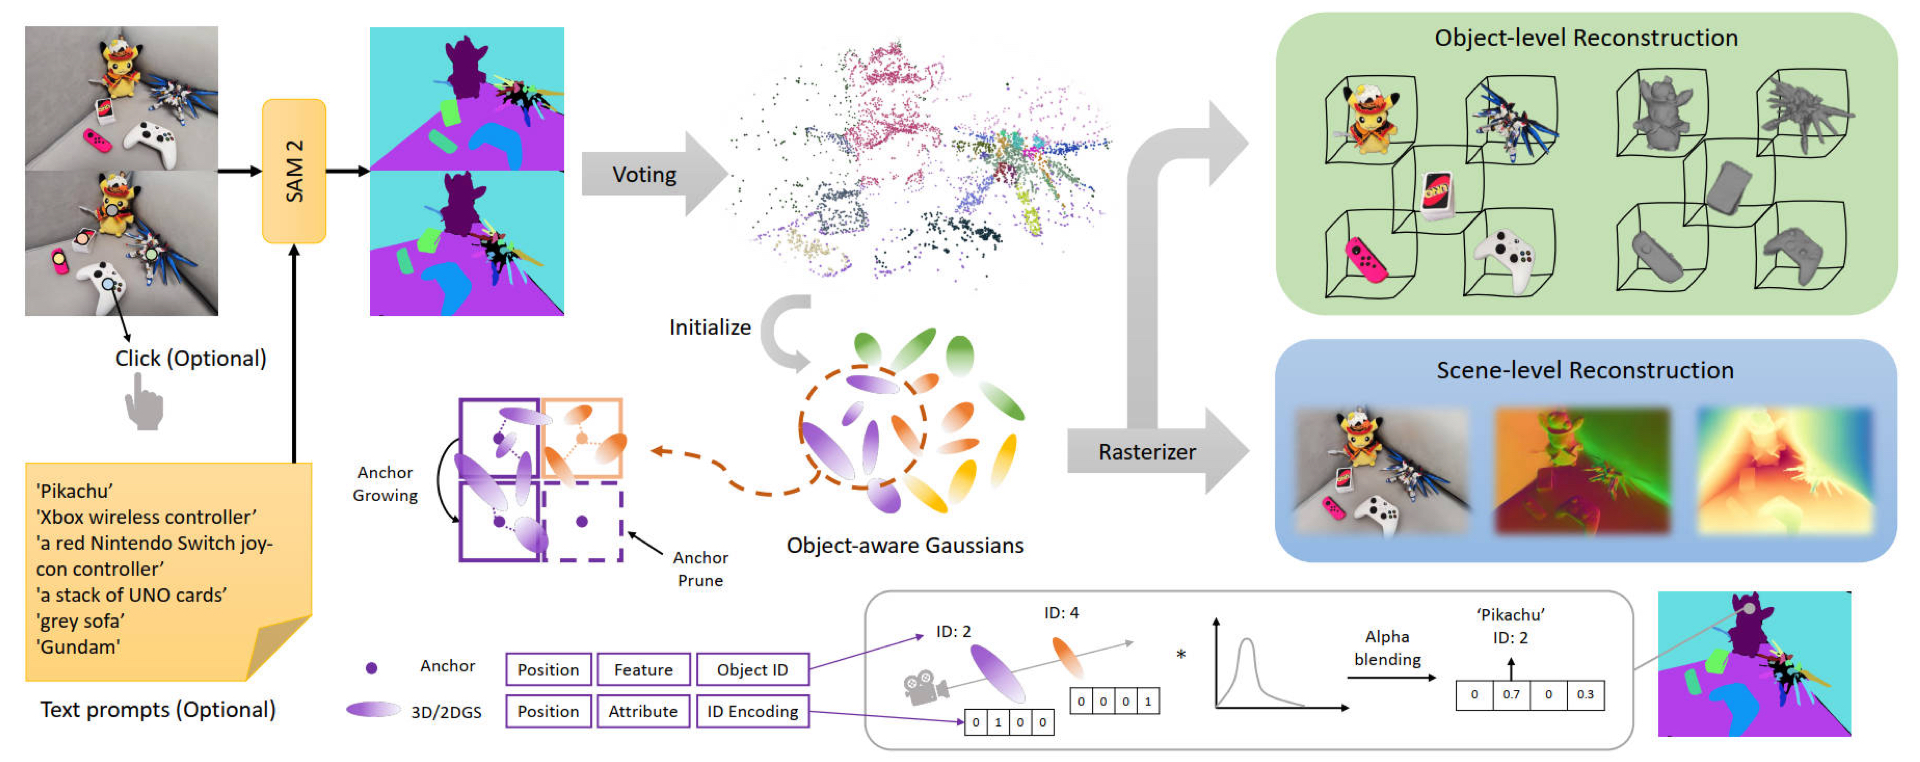 SAM 2
Click (Optional)
'Pikachu'
'Xbox wireless controller'
'a red Nintendo Switch joy-
con controller'
'a stack of UNO cards'
'grey sofa'
'Gundam'
Text prompts (Optional)
Voting
Initialize
Object-aware Gaussians
Anchor
Growing
Anchor
Prune
Rasterizer
Object-level Reconstruction
UNO
Scene-level Reconstruction
Anchor
Position
Feature
Object ID
3D/2DGS
Position
Attribute
ID Encoding
ID: 2
ID: 4
0 1 0 0
0 0 0 1
*
Alpha
blending
'Pikachu'
ID: 2
0 0.7 0 0.3